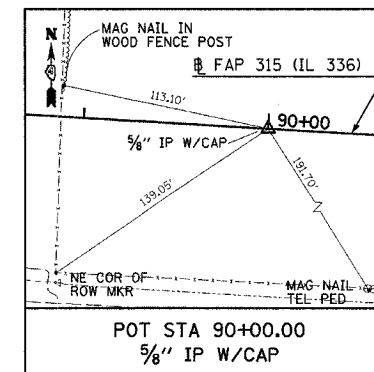 MAG NAIL IN
WOOD FENCE POST
N
℄ FAP 315 (IL 336)
113.10'
90+00
5/8" IP W/CAP
139.05'
191.70'
NE COR OF
ROW MKR
MAG NAIL
TEL PED
POT STA 90+00.00
5/8" IP W/CAP